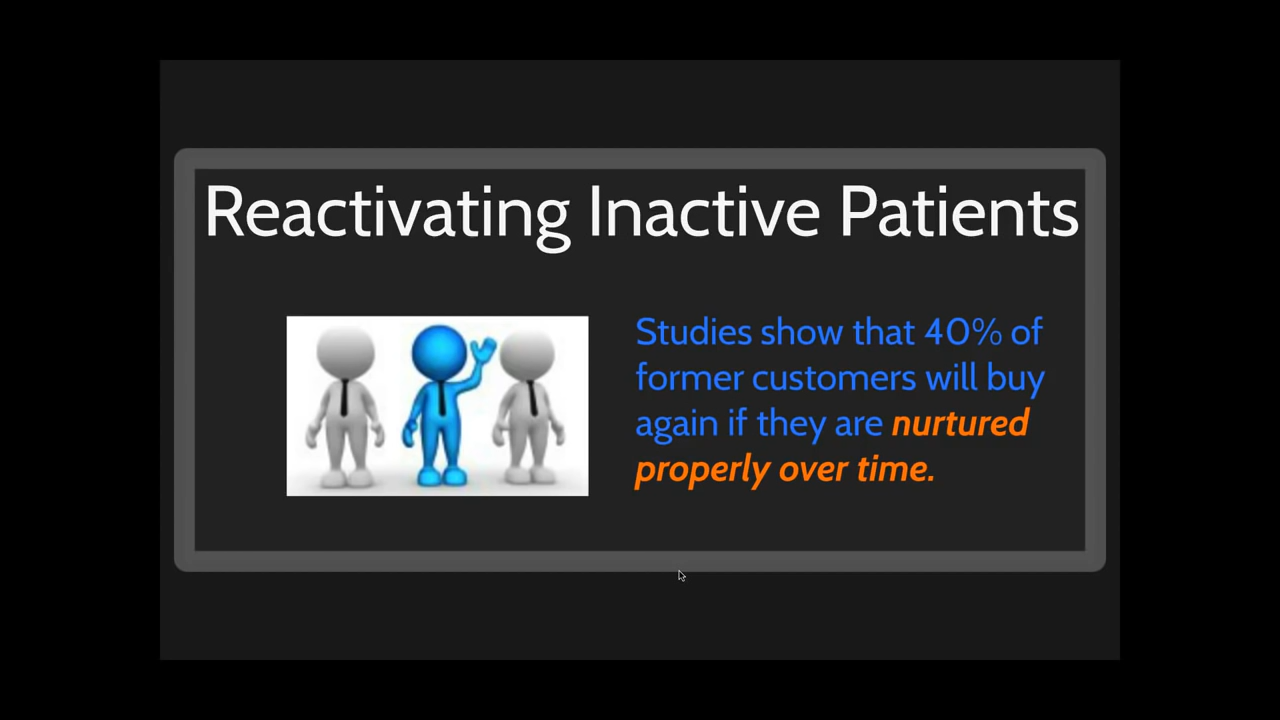 Reactivating Inactive Patients
Studies show that 40% of
former customers will buy
again if they are nurtured
properly over time.